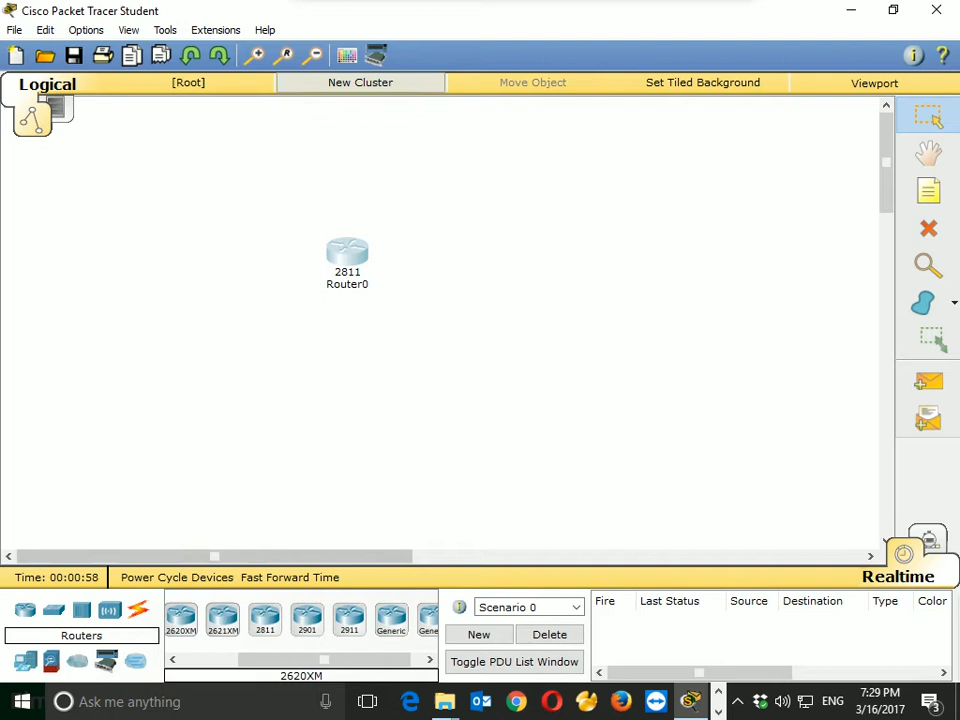 Cisco Packet Tracer Student
File Edit Options View Tools Extensions Help
Logical [Root] New Cluster Move Object Set Tiled Background Viewport
2811
Router0
Time: 00:00:58 Power Cycle Devices Fast Forward Time Realtime
2620XM 2621XM 2811 2901 2911 Generic Gene
Scenario 0
Fire Last Status Source Destination Type Color
Routers
New Delete
Toggle PDU List Window
2620XM
Ask me anything
ENG
7:29 PM
3/16/2017
3